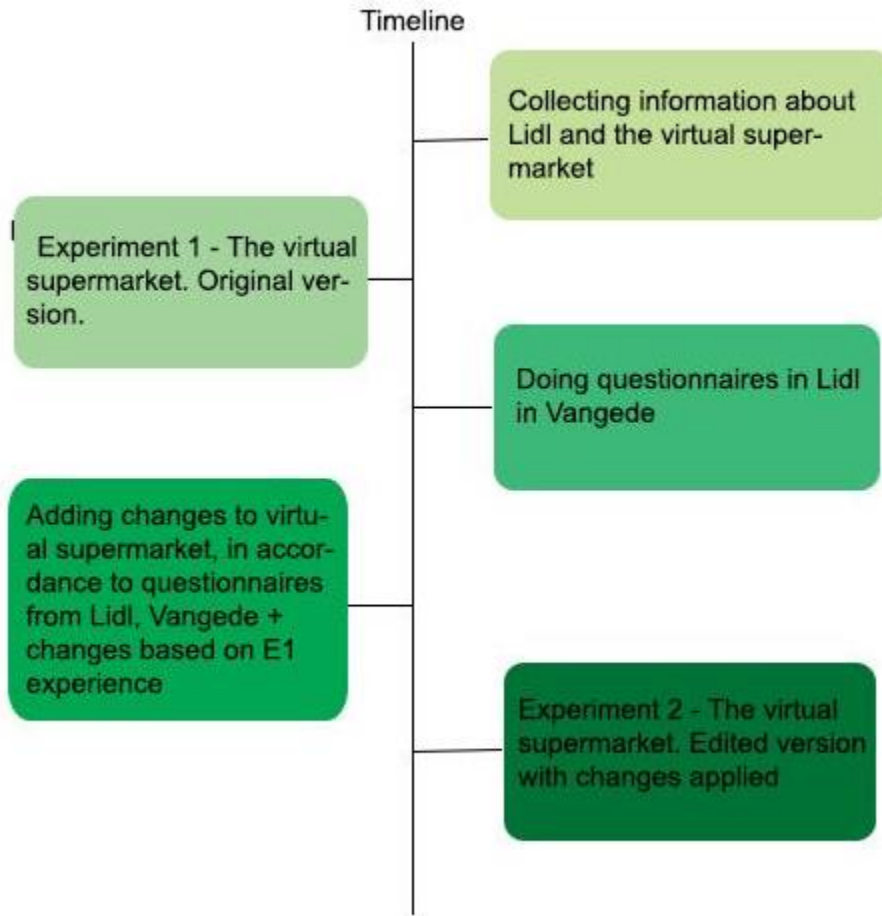 Timeline
Collecting information about
Lidl and the virtual super-
market
Experiment 1 - The virtual
supermarket. Original ver-
sion.
Doing questionnaires in Lidl
in Vangede
Adding changes to virtu-
al supermarket, in accor-
dance to questionnaires
from Lidl, Vangede +
changes based on E1
experience
Experiment 2 - The virtual
supermarket. Edited version
with changes applied